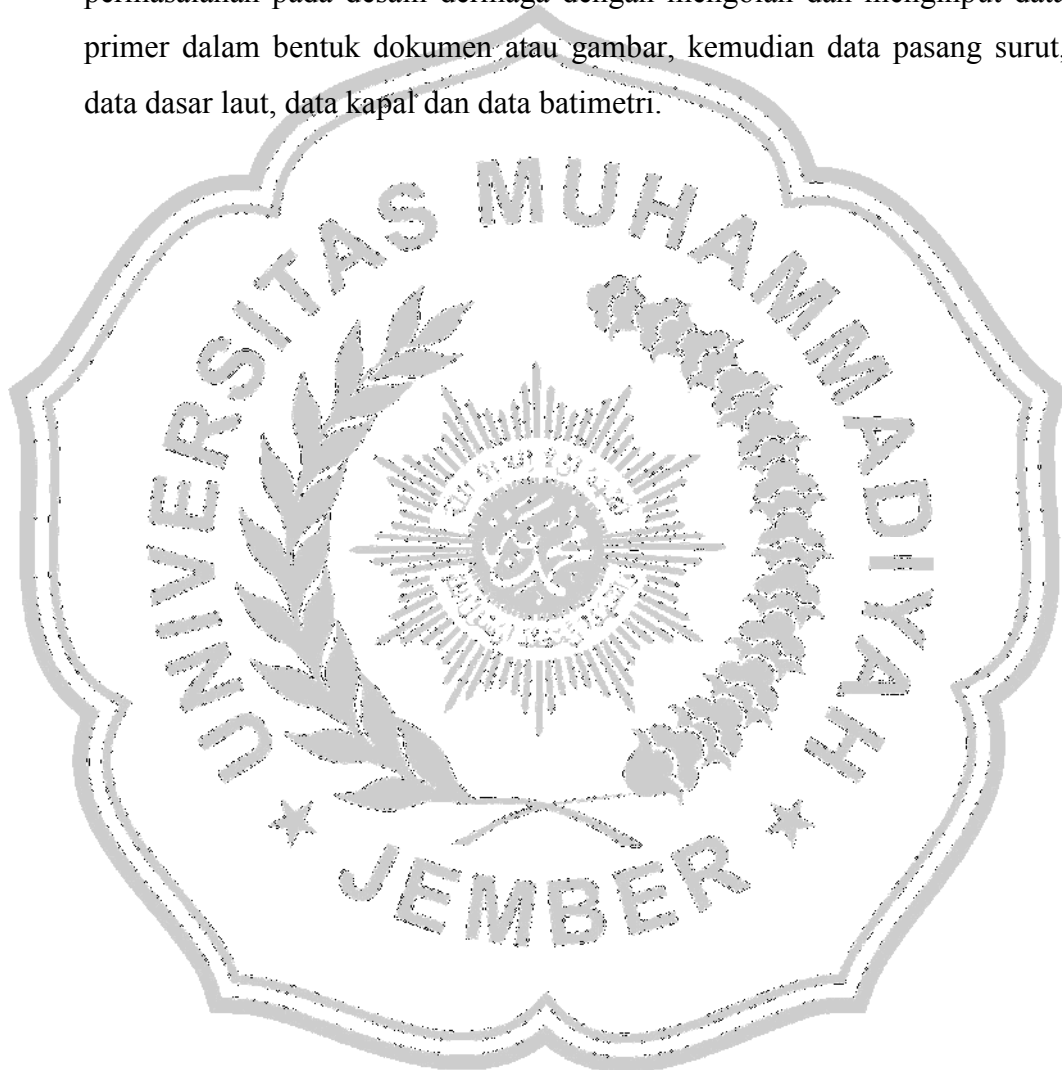 permasalahan pada desain dermaga dengan mengolah dan menginput data
primer dalam bentuk dokumen atau gambar, kemudian data pasang surut,
data dasar laut, data kapal dan data batimetri.
UNIVERSITAS MUHAMMADIYAH
JEMBER